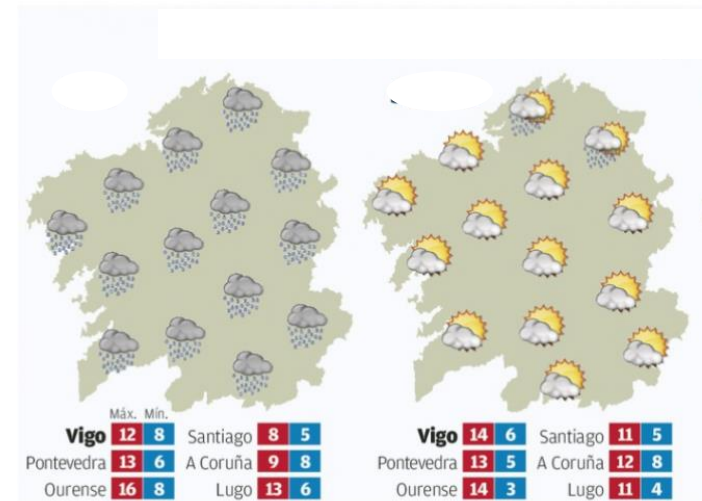 Máx. Mín.
Vigo 12 8 Santiago 8 5
Pontevedra 13 6 A Coruña 9 8
Ourense 16 8 Lugo 13 6
Vigo 14 6 Santiago 11 5
Pontevedra 13 5 A Coruña 12 8
Ourense 14 3 Lugo 11 4